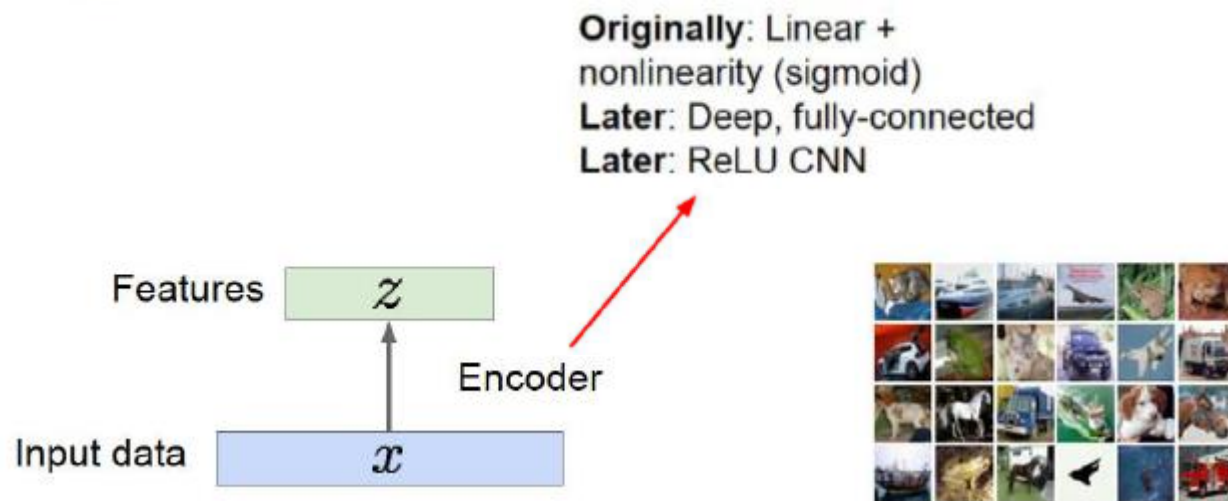 Originally: Linear +
nonlinearity (sigmoid)
Later: Deep, fully-connected
Later: ReLU CNN
Features
z
Encoder
Input data
x